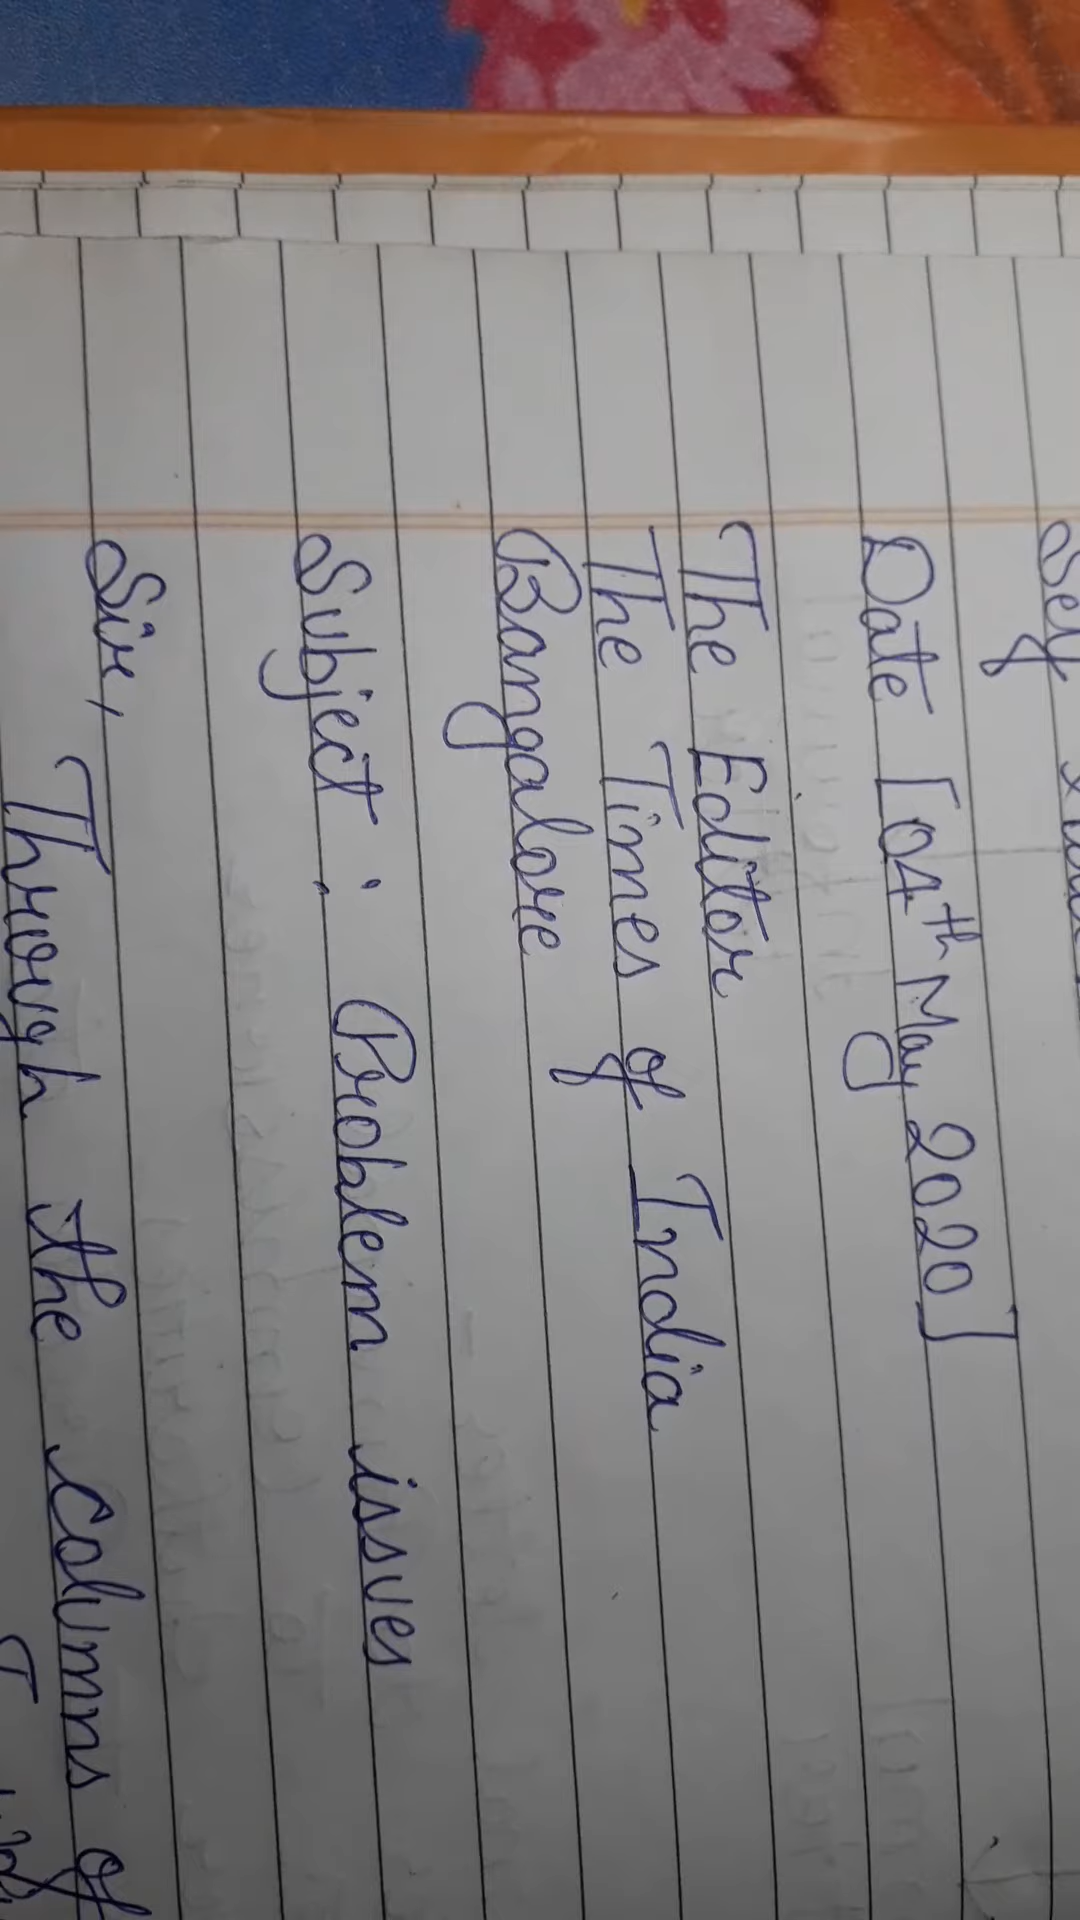 Date [04th May 2020]
The Editor
The Times of India
Bangalore
Subject : Problem issues
Sir,
Through the columns of